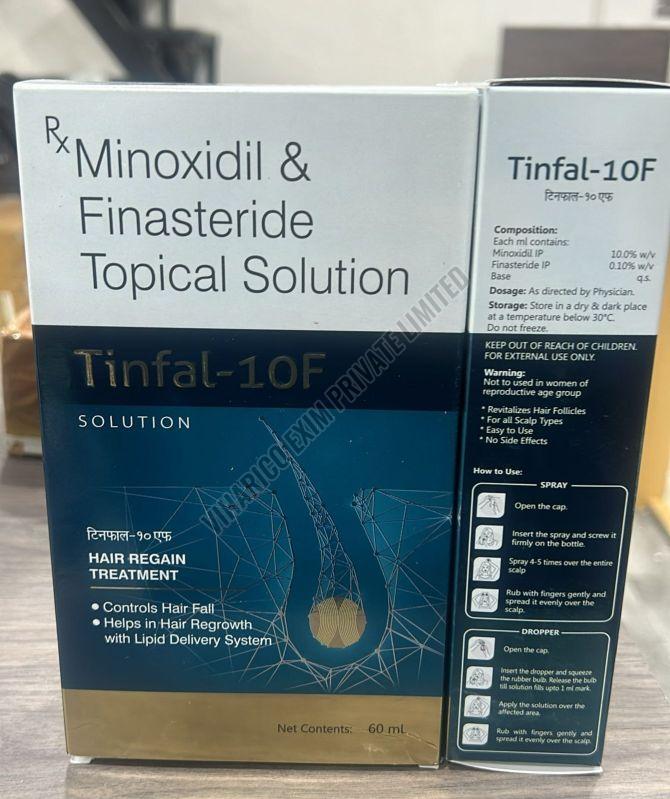 Rx Minoxidil &
Finasteride
Topical Solution
Tinfal-10F
SOLUTION
टिनफाल-१० एफ
HAIR REGAIN
TREATMENT
• Controls Hair Fall
• Helps in Hair Regrowth
with Lipid Delivery System
Net Contents: 60 ml
Tinfal-10F
टिनफाल-१० एफ
Composition:
Each ml contains:
Minoxidil IP 10.0% w/v
Finasteride IP 0.10% w/v
Base q.s.
Dosage: As directed by Physician.
Storage: Store in a dry & dark place
at a temperature below 30°C.
Do not freeze.
KEEP OUT OF REACH OF CHILDREN.
FOR EXTERNAL USE ONLY.
Warning:
Not to used in women of
reproductive age group
* Revitalizes Hair Follicles
* For all Scalp Types
* Easy to Use
* No Side Effects
How to Use:
SPRAY
Open the cap.
Insert the spray and screw it
firmly on the bottle.
Spray 4-5 times over the entire
scalp
Rub with fingers gently and
spread it evenly over the
scalp.
DROPPER
Open the cap.
Insert the dropper and squeeze
the rubber bulb. Release the bulb
till solution fills upto 1 ml mark.
Apply the solution over the
affected area.
Rub with fingers gently and
spread it evenly over the scalp.
VINARICO EXIM PRIVATE LIMITED